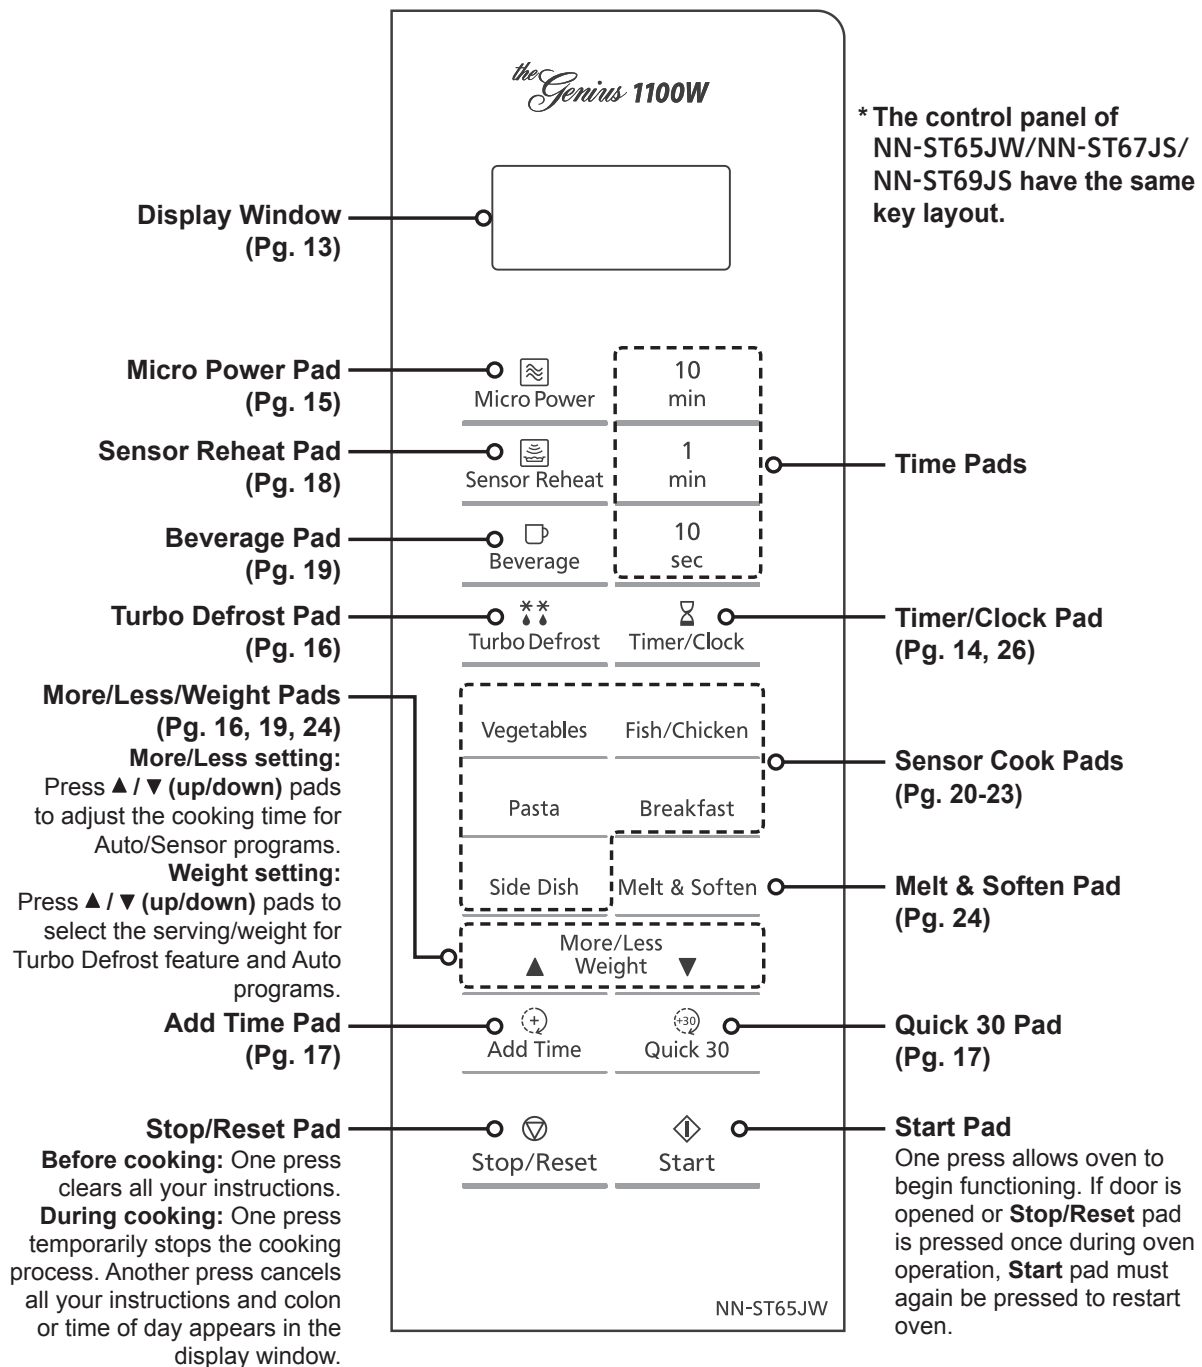 the Genius 1100W
* The control panel of
NN-ST65JW/NN-ST67JS/
NN-ST69JS have the same
key layout.
Display Window
(Pg. 13)
Micro Power Pad
(Pg. 15)
Micro Power
10
min
Sensor Reheat Pad
(Pg. 18)
Sensor Reheat
1
min
Time Pads
Beverage Pad
(Pg. 19)
Beverage
10
sec
Turbo Defrost Pad
(Pg. 16)
Turbo Defrost
Timer/Clock
Timer/Clock Pad
(Pg. 14, 26)
More/Less/Weight Pads
(Pg. 16, 19, 24)
More/Less setting:
Press ▲ / ▼ (up/down) pads
to adjust the cooking time for
Auto/Sensor programs.
Weight setting:
Press ▲ / ▼ (up/down) pads to
select the serving/weight for
Turbo Defrost feature and Auto
programs.
Vegetables
Fish/Chicken
Pasta
Breakfast
Side Dish
Melt & Soften
Sensor Cook Pads
(Pg. 20-23)
Melt & Soften Pad
(Pg. 24)
More/Less
▲ Weight ▼
Add Time Pad
(Pg. 17)
+
Add Time
+30
Quick 30
Quick 30 Pad
(Pg. 17)
Stop/Reset Pad
Before cooking: One press
clears all your instructions.
During cooking: One press
temporarily stops the cooking
process. Another press cancels
all your instructions and colon
or time of day appears in the
display window.
Stop/Reset
Start
Start Pad
One press allows oven to
begin functioning. If door is
opened or Stop/Reset pad
is pressed once during oven
operation, Start pad must
again be pressed to restart
oven.
NN-ST65JW